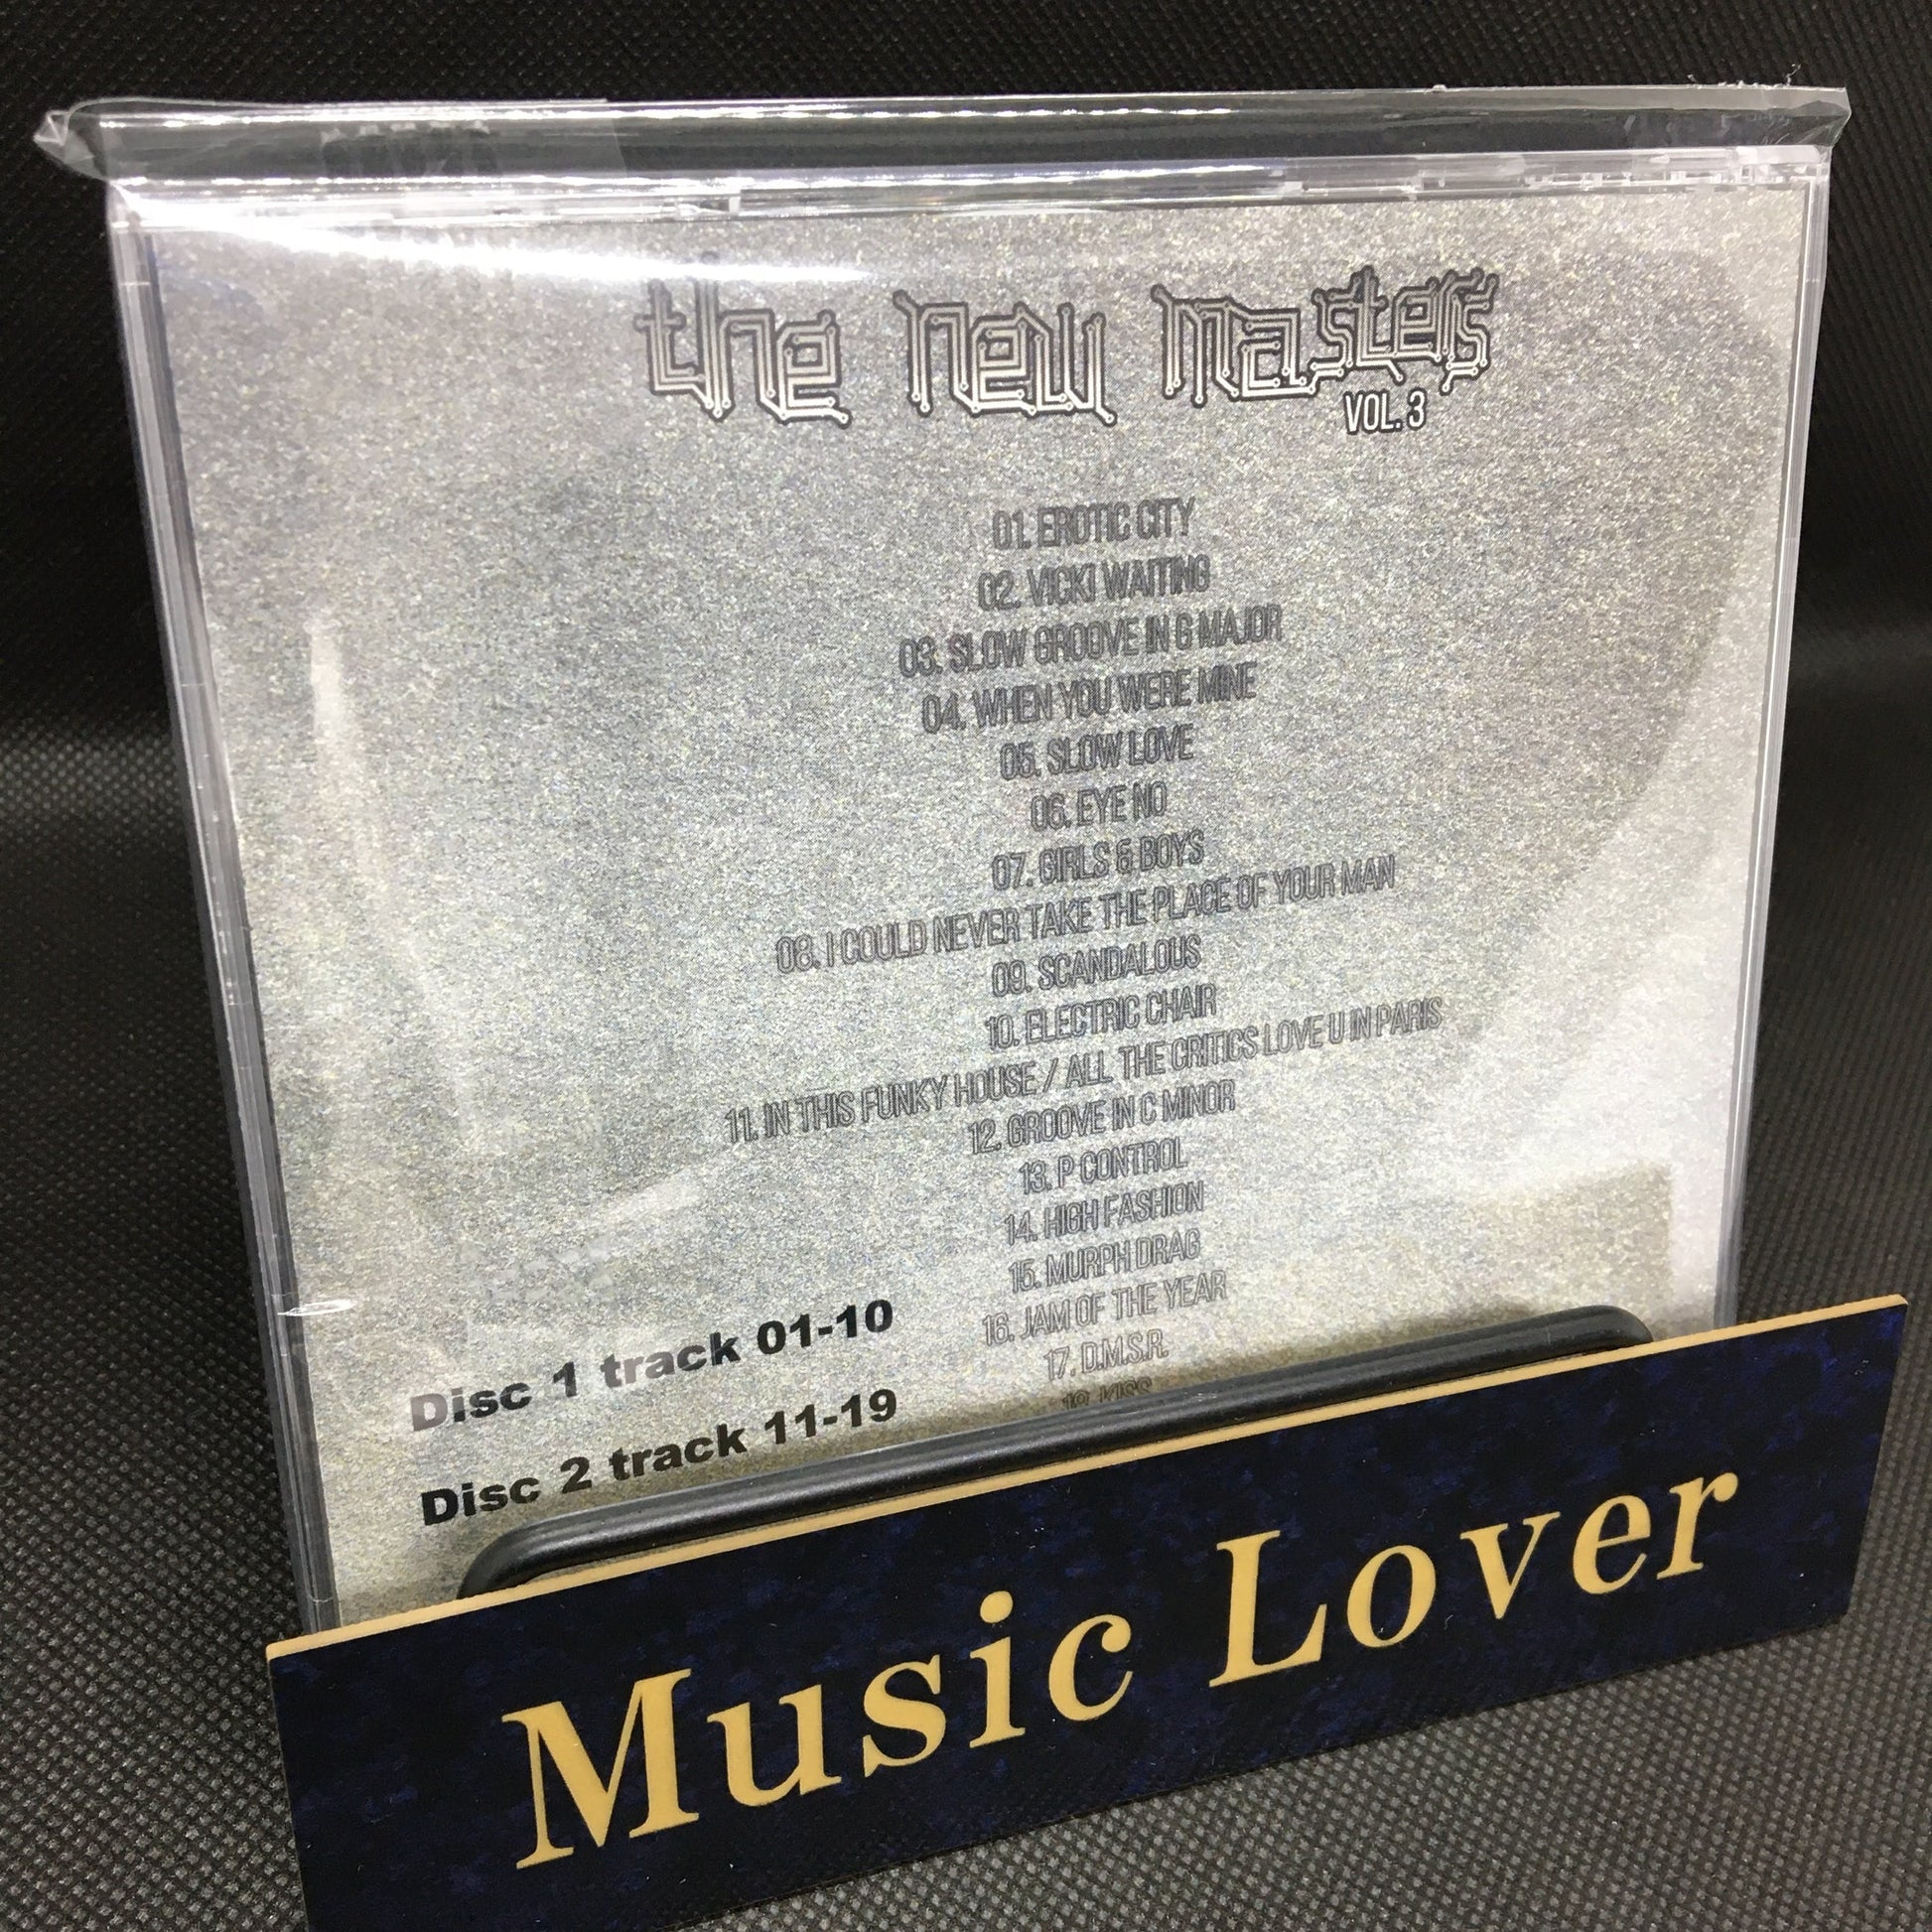 the new masters
VOL. 3
01. EROTIC CITY
02. VICKI WAITING
03. SLOW GROOVE IN G MAJOR
04. WHEN YOU WERE MINE
05. SLOW LOVE
06. EYE NO
07. GIRLS & BOYS
08. I COULD NEVER TAKE THE PLACE OF YOUR MAN
09. SCANDALOUS
10. ELECTRIC CHAIR
11. IN THIS FUNKY HOUSE / ALL THE CRITICS LOVE U IN PARIS
12. GROOVE IN C MINOR
13. P CONTROL
14. HIGH FASHION
15. MURPH DRAG
16. JAM OF THE YEAR
17. D.M.S.R.
18. KISS
Disc 1 track 01-10
Disc 2 track 11-19
Music Lover